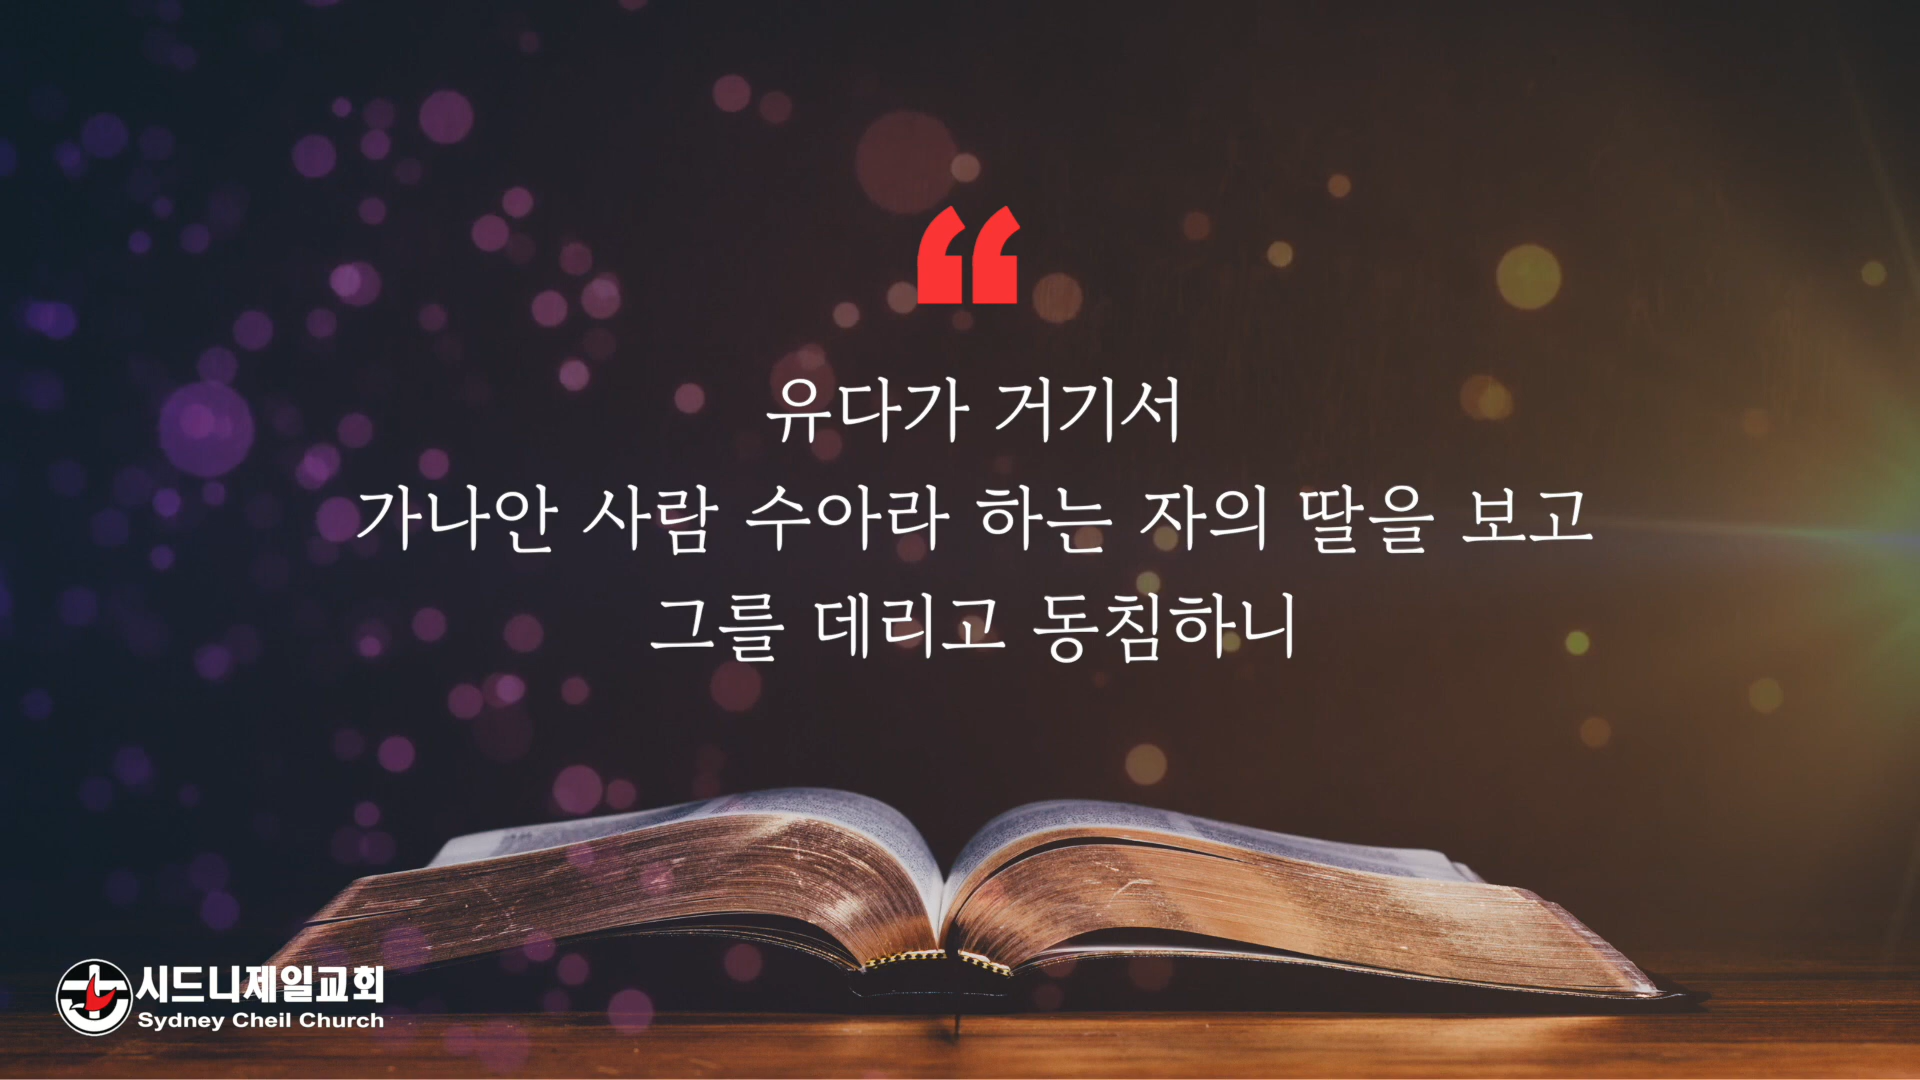 유다가 거기서
가나안 사람 수아라 하는 자의 딸을 보고
그를 데리고 동침하니
시드니제일교회
Sydney Cheil Church